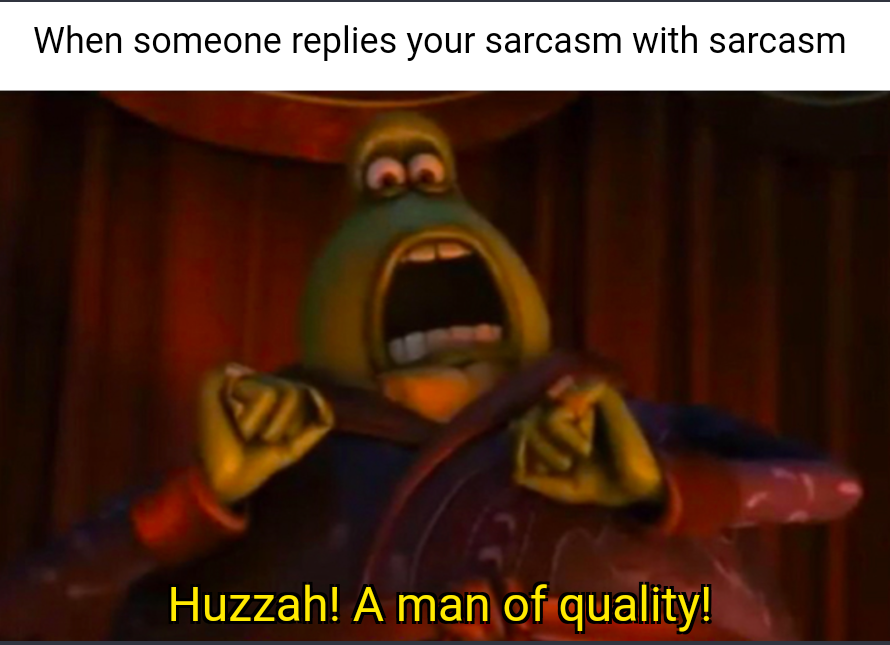 When someone replies your sarcasm with sarcasm
Huzzah! A man of quality!